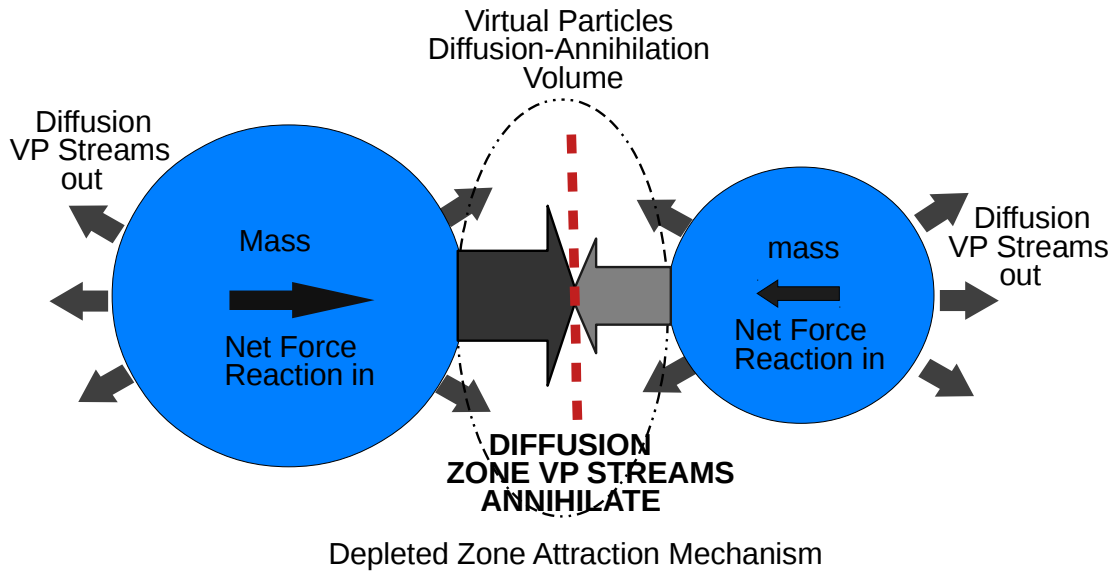 Virtual Particles
Diffusion-Annihilation
Volume
Diffusion
VP Streams
out
Mass
Net Force
Reaction in
mass
Net Force
Reaction in
Diffusion
VP Streams
out
DIFFUSION
ZONE VP STREAMS
ANNIHILATE
Depleted Zone Attraction Mechanism